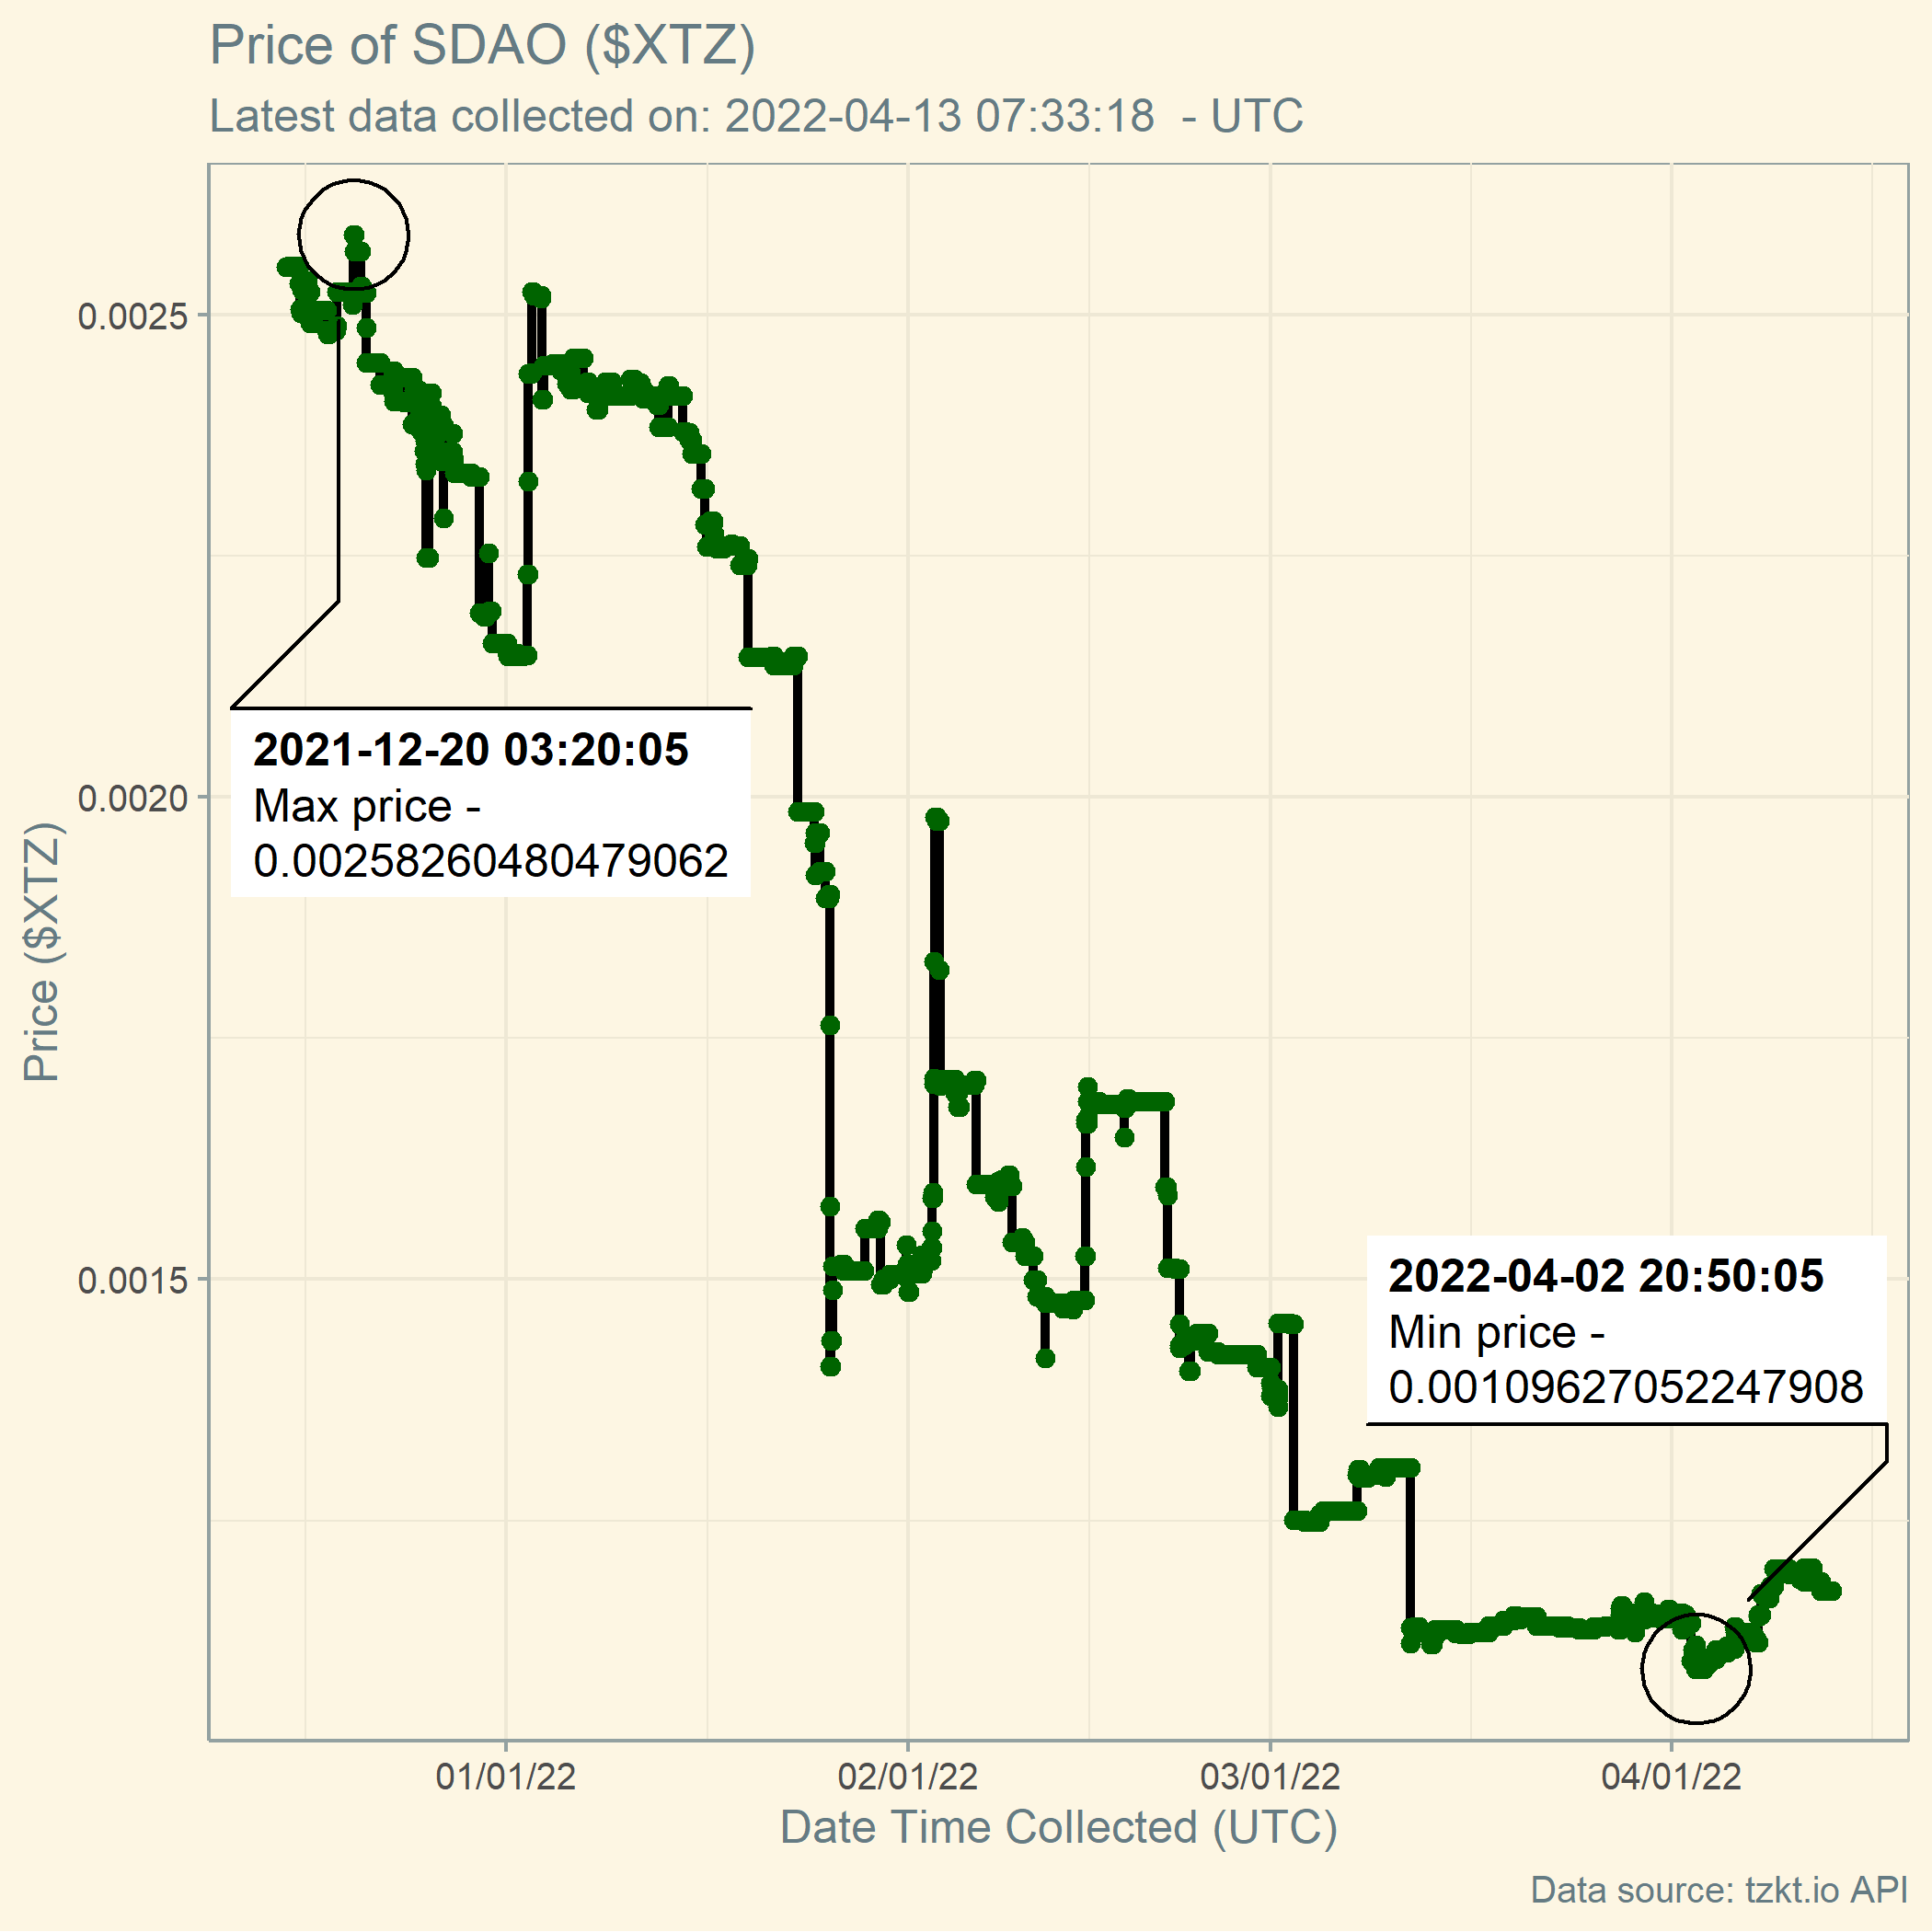 Price of SDAO ($XTZ)
Latest data collected on: 2022-04-13 07:33:18  - UTC
0.0025
0.0020
0.0015
Price ($XTZ)
2021-12-20 03:20:05
Max price -
0.00258260480479062
2022-04-02 20:50:05
Min price -
0.00109627052247908
01/01/22
02/01/22
03/01/22
04/01/22
Date Time Collected (UTC)
Data source: tzkt.io API